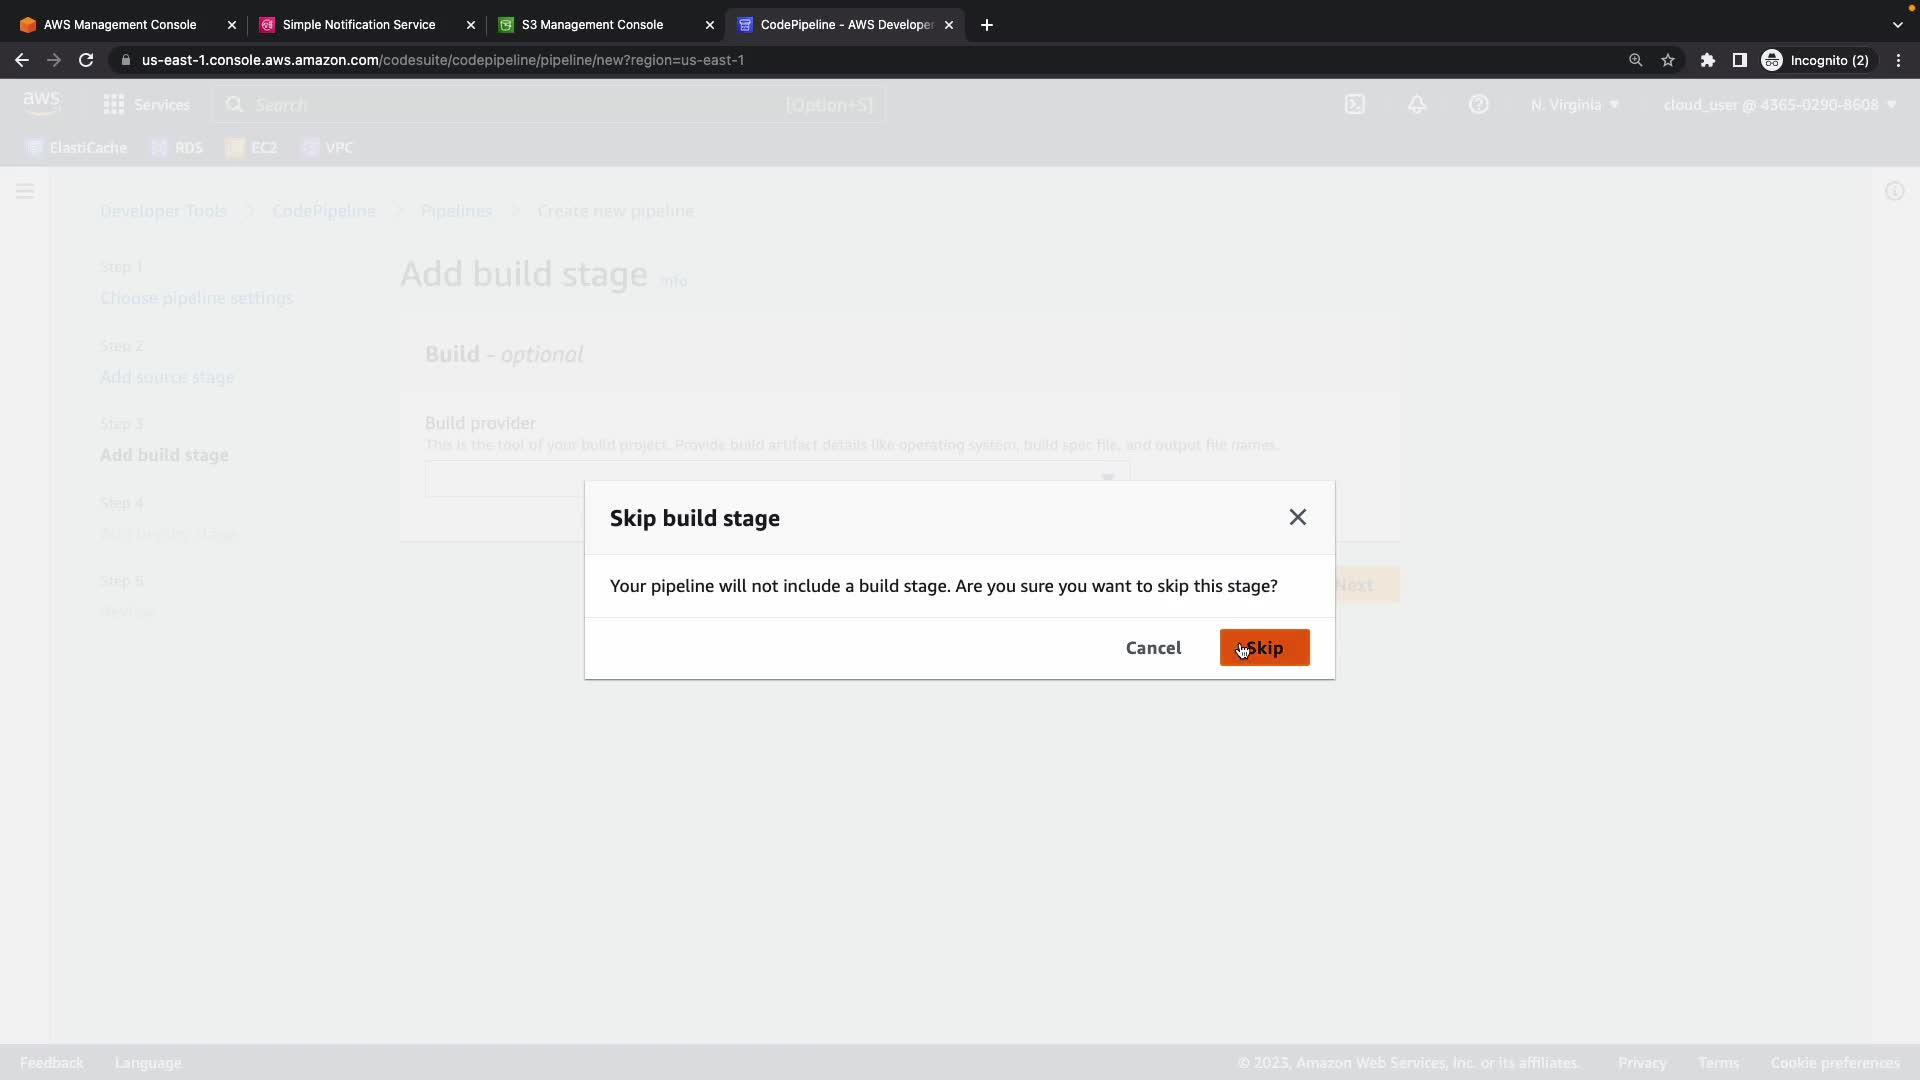 AWS Management Console
Simple Notification Service
S3 Management Console
CodePipeline - AWS Developer
us-east-1.console.aws.amazon.com/codesuite/codepipeline/pipeline/new?region=us-east-1
Incognito (2)
aws
Services
Search
[Option+S]
N. Virginia
cloud_user @ 4365-0290-8608
ElastiCache
RDS
EC2
VPC
Developer Tools
CodePipeline
Pipelines
Create new pipeline
Step 1
Choose pipeline settings
Step 2
Add source stage
Step 3
Add build stage
Step 4
Add deploy stage
Step 5
Review
Add build stage Info
Build - optional
Build provider
This is the tool of your build project. Provide build artifact details like operating system, build spec file, and output file names.
Next
Skip build stage
Your pipeline will not include a build stage. Are you sure you want to skip this stage?
Cancel
Skip
Feedback
Language
© 2023, Amazon Web Services, Inc. or its affiliates.
Privacy
Terms
Cookie preferences